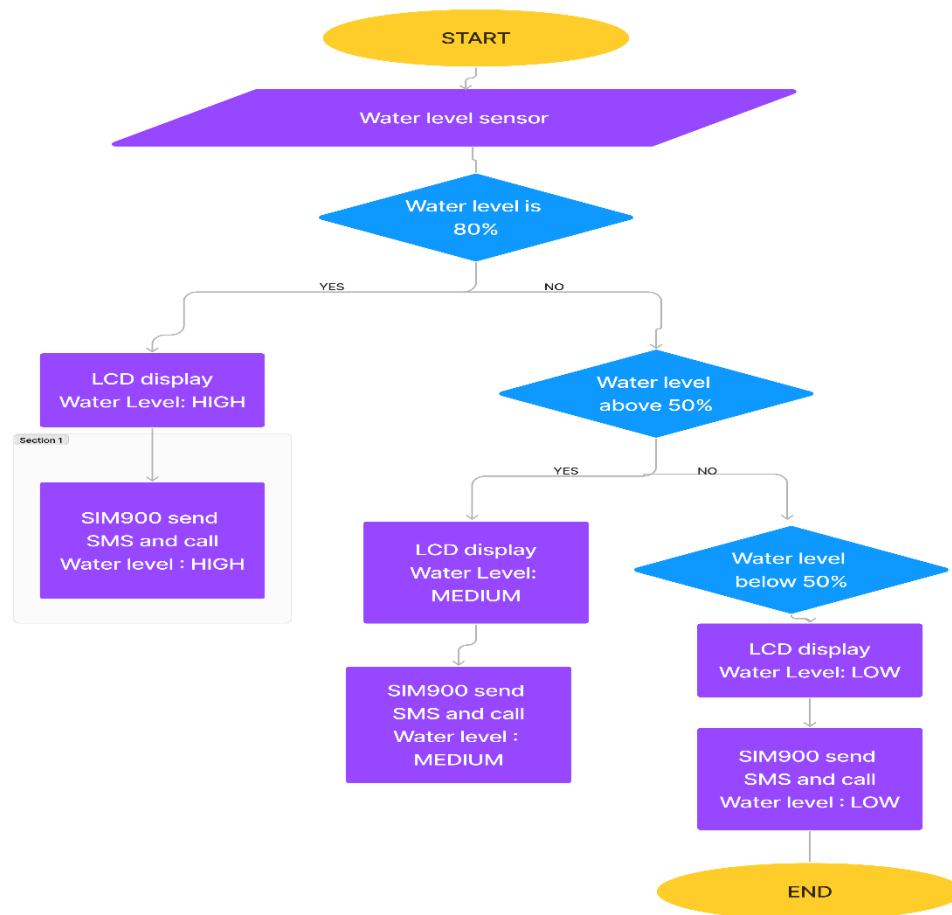 START
Water level sensor
Water level is
80%
YES
NO
LCD display
Water Level: HIGH
Water level
above 50%
Section 1
SIM900 send
SMS and call
Water level : HIGH
YES
NO
LCD display
Water Level:
MEDIUM
Water level
below 50%
SIM900 send
SMS and call
Water level :
MEDIUM
LCD display
Water Level: LOW
SIM900 send
SMS and call
Water level : LOW
END